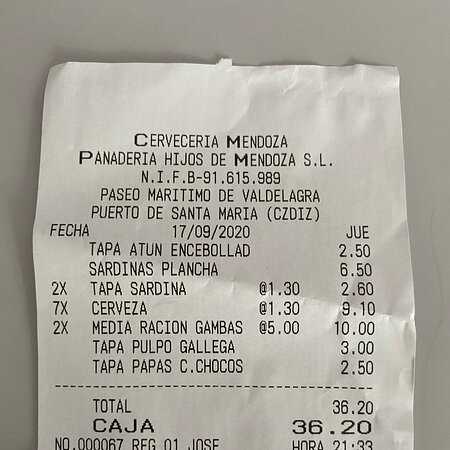 CERVECERIA MENDOZA
PANADERIA HIJOS DE MENDOZA S.L.
N.I.F.B-91.615.989
PASEO MARITIMO DE VALDELAGRA
PUERTO DE SANTA MARIA (CZDIZ)
FECHA 17/09/2020 JUE
TAPA ATUN ENCEBOLLAD 2.50
SARDINAS PLANCHA 6.50
2X TAPA SARDINA @1.30 2.60
7X CERVEZA @1.30 9.10
2X MEDIA RACION GAMBAS @5.00 10.00
TAPA PULPO GALLEGA 3.00
TAPA PAPAS C.CHOCOS 2.50
TOTAL 36.20
CAJA 36.20
NO.000067 REG 01 JOSE HORA 21:33